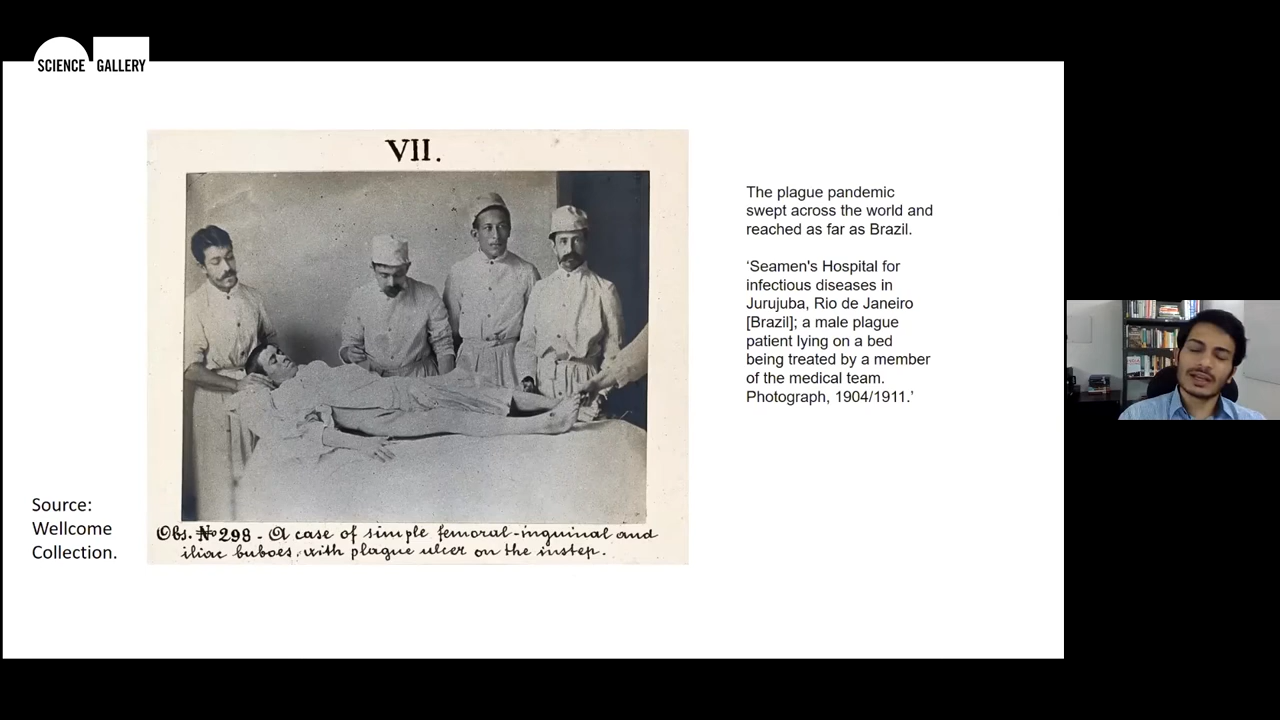 SCIENCE GALLERY
VII.
The plague pandemic
swept across the world and
reached as far as Brazil.
‘Seamen's Hospital for
infectious diseases in
Jurujuba, Rio de Janeiro
[Brazil]; a male plague
patient lying on a bed
being treated by a member
of the medical team.
Photograph, 1904/1911.’
Source:
Wellcome
Collection.
Obs. No 298 - A case of simple femoral-inguinal and
iliac buboes, with plague ulcer on the instep.